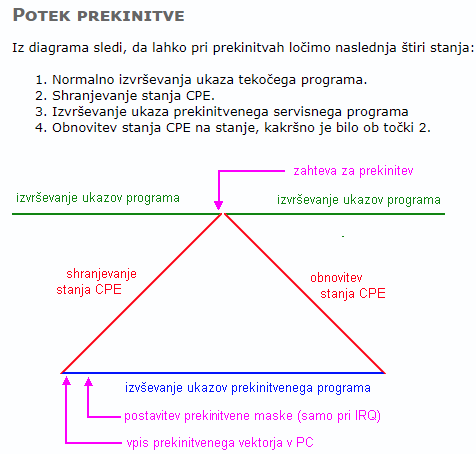 POTEK PREKINITVE
Iz diagrama sledi, da lahko pri prekinitvah ločimo naslednja štiri stanja:
1. Normalno izvrševanja ukaza tekočega programa.
2. Shranjevanje stanja CPE.
3. Izvrševanje ukaza prekinitvenega servisnega programa
4. Obnovitev stanja CPE na stanje, kakršno je bilo ob točki 2.
zahteva za prekinitev
izvrševanje ukazov programa
izvrševanje ukazov programa
shranjevanje
stanja CPE
obnovitev
stanja CPE
izvševanje ukazov prekinitvenega programa
postavitev prekinitvene maske (samo pri IRQ)
vpis prekinitvenega vektorja v PC